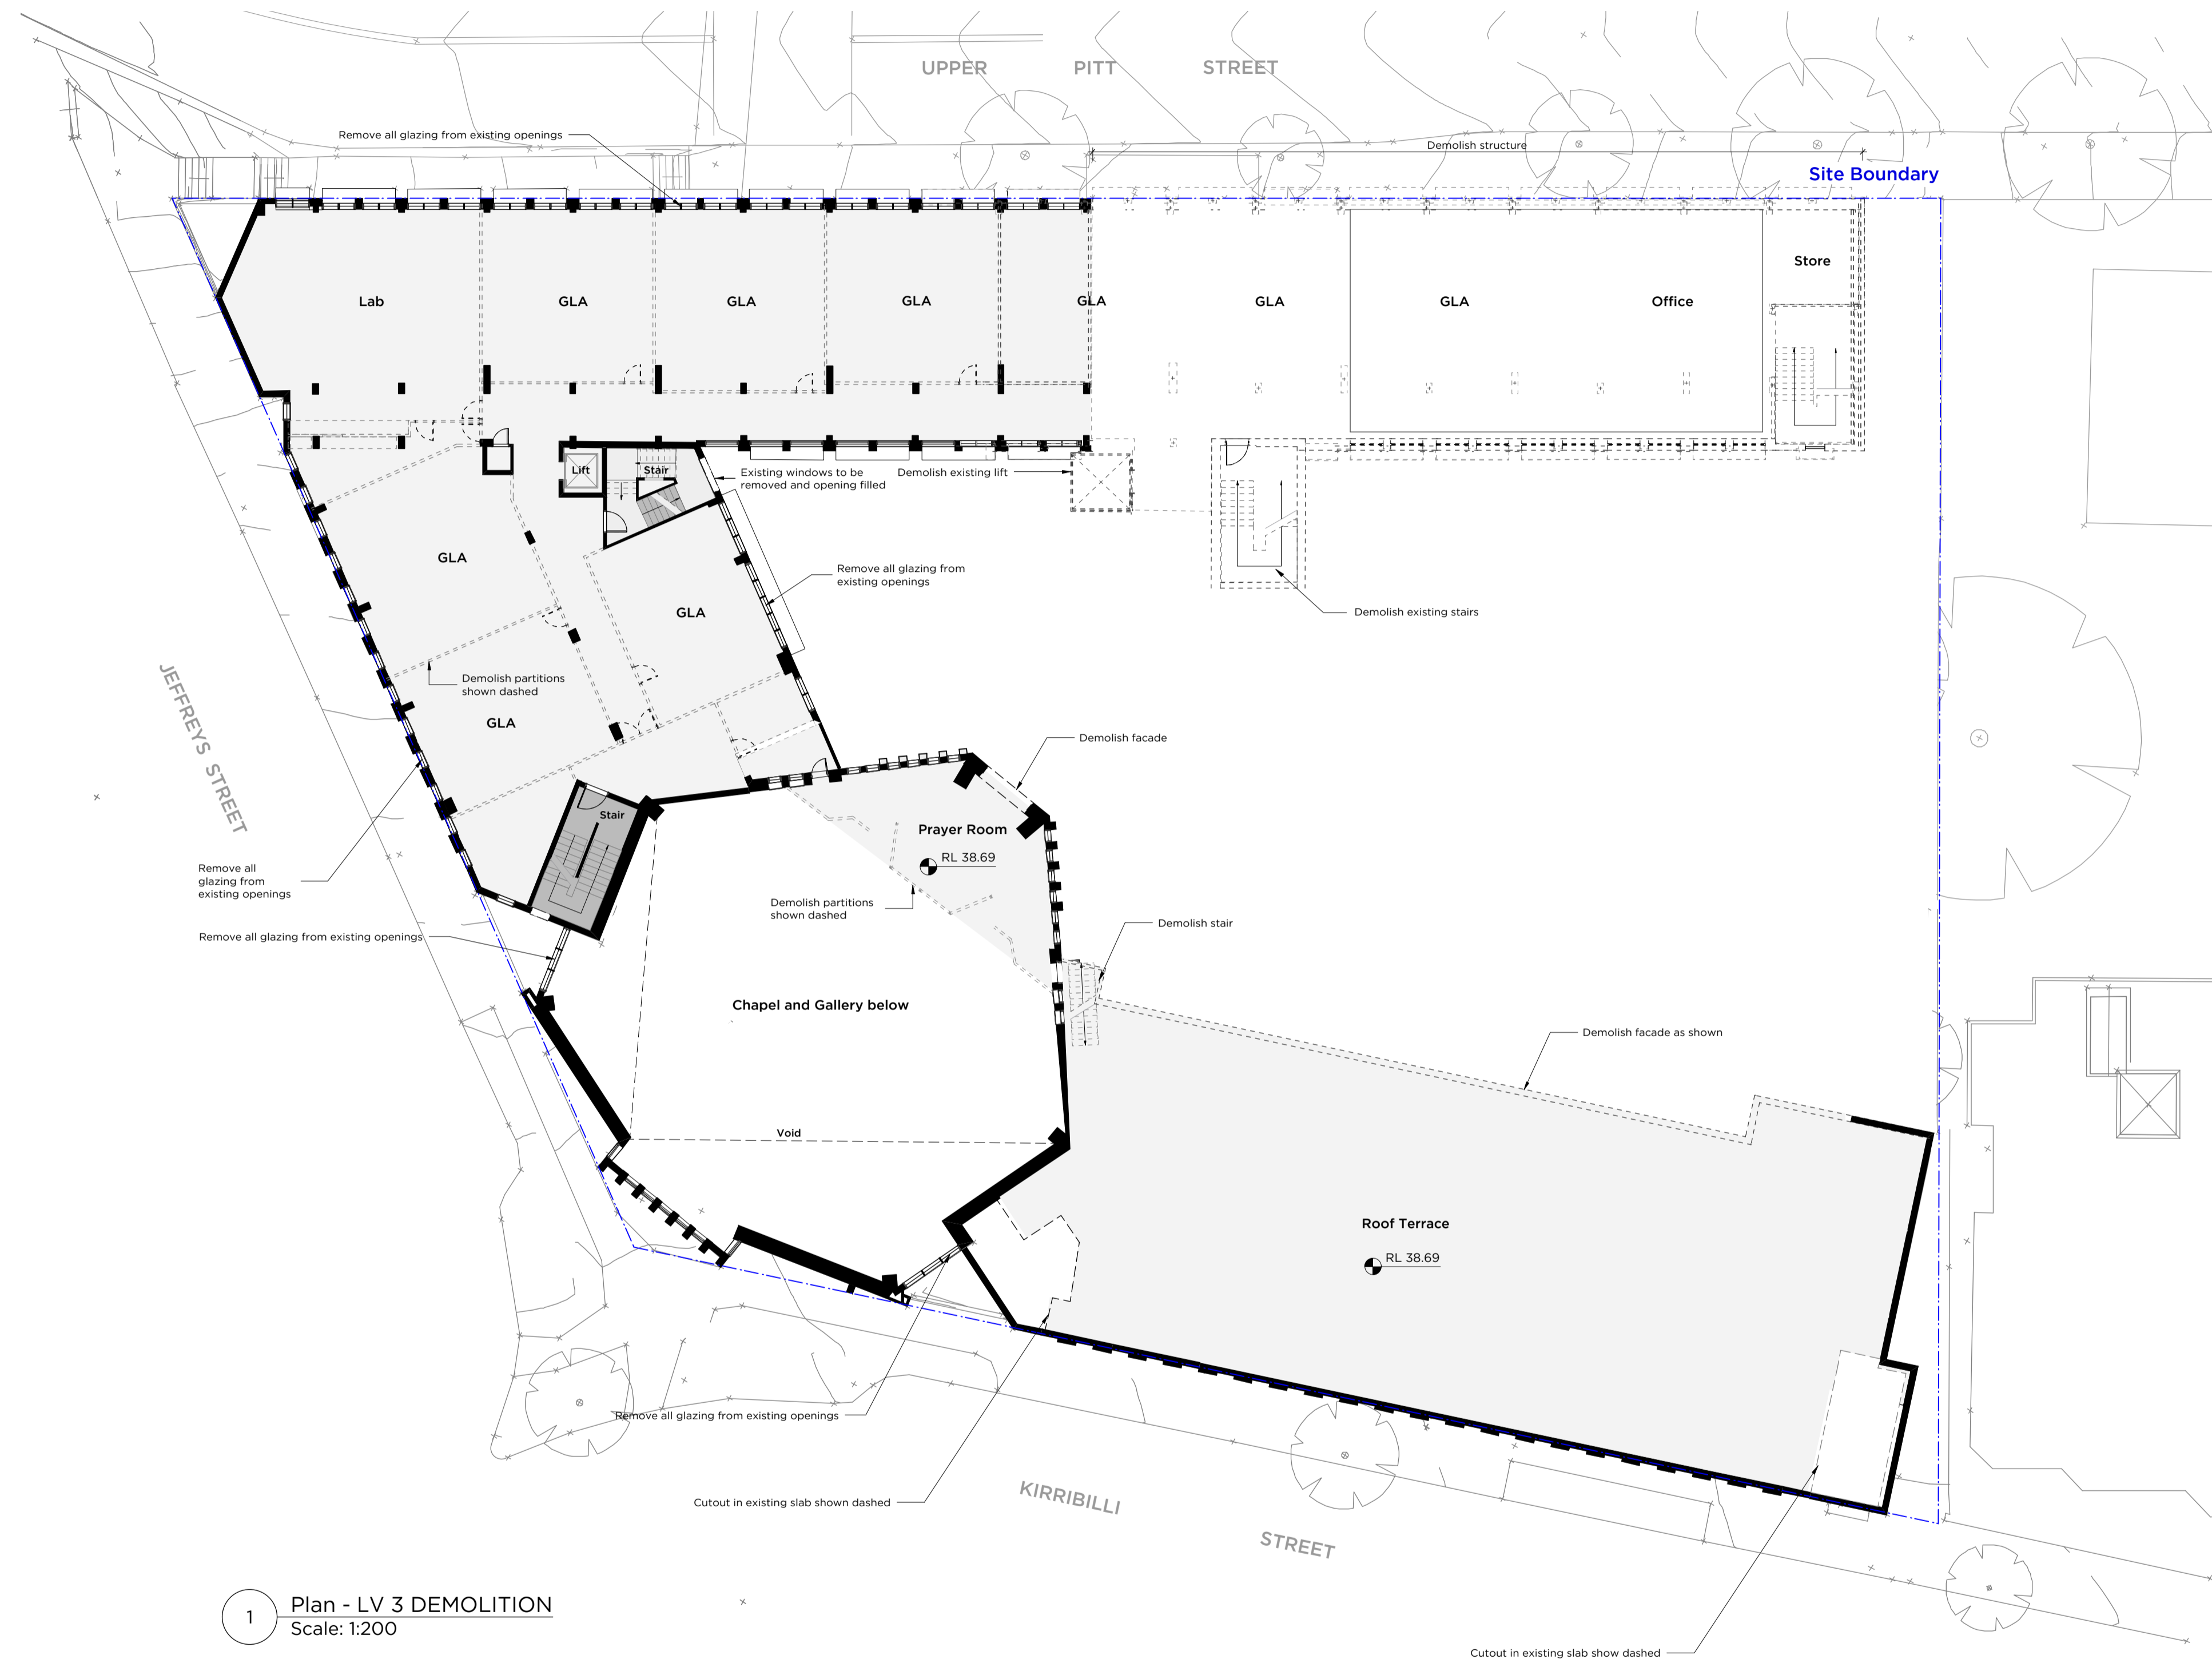 UPPER PITT STREET
Remove all glazing from existing openings
Demolish structure
Site Boundary
Store
Lab
GLA
GLA
GLA
GLA
GLA
GLA
Office
Lift
Stair
Existing windows to be
removed and opening filled
Demolish existing lift
GLA
Remove all glazing from
existing openings
GLA
Demolish existing stairs
Demolish partitions
shown dashed
GLA
JEFFREYS STREET
Demolish facade
Stair
Prayer Room
RL 38.69
Remove all
glazing from
existing openings
Demolish partitions
shown dashed
Demolish stair
Remove all glazing from existing openings
Chapel and Gallery below
Demolish facade as shown
Void
Roof Terrace
RL 38.69
Remove all glazing from existing openings
Cutout in existing slab shown dashed
KIRRIBILLI
STREET
1
Plan - LV 3 DEMOLITION
Scale: 1:200
Cutout in existing slab show dashed